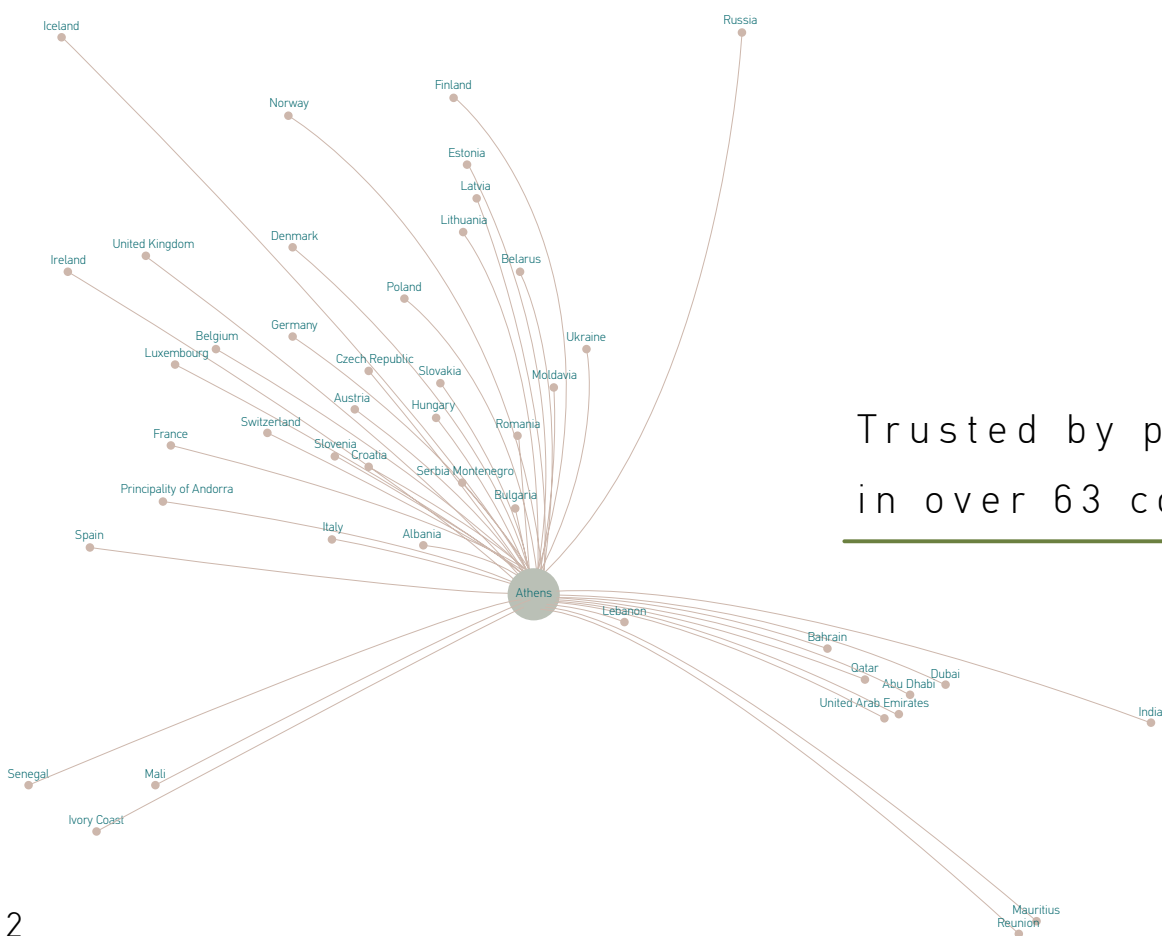 Russia
Iceland
Finland
Norway
Estonia
Latvia
Lithuania
Denmark
United Kingdom
Ireland
Belarus
Poland
Germany
Belgium
Ukraine
Luxembourg
Czech Republic
Slovakia
Moldavia
Austria
Hungary
Switzerland
Romania
France
Slovenia
Croatia
Serbia Montenegro
Principality of Andorra
Bulgaria
Italy
Albania
Spain
Athens
Lebanon
Bahrain
Qatar
Dubai
Abu Dhabi
United Arab Emirates
India
Senegal
Mali
Ivory Coast
Mauritius
Reunion
Trusted by p
in over 63 co
2